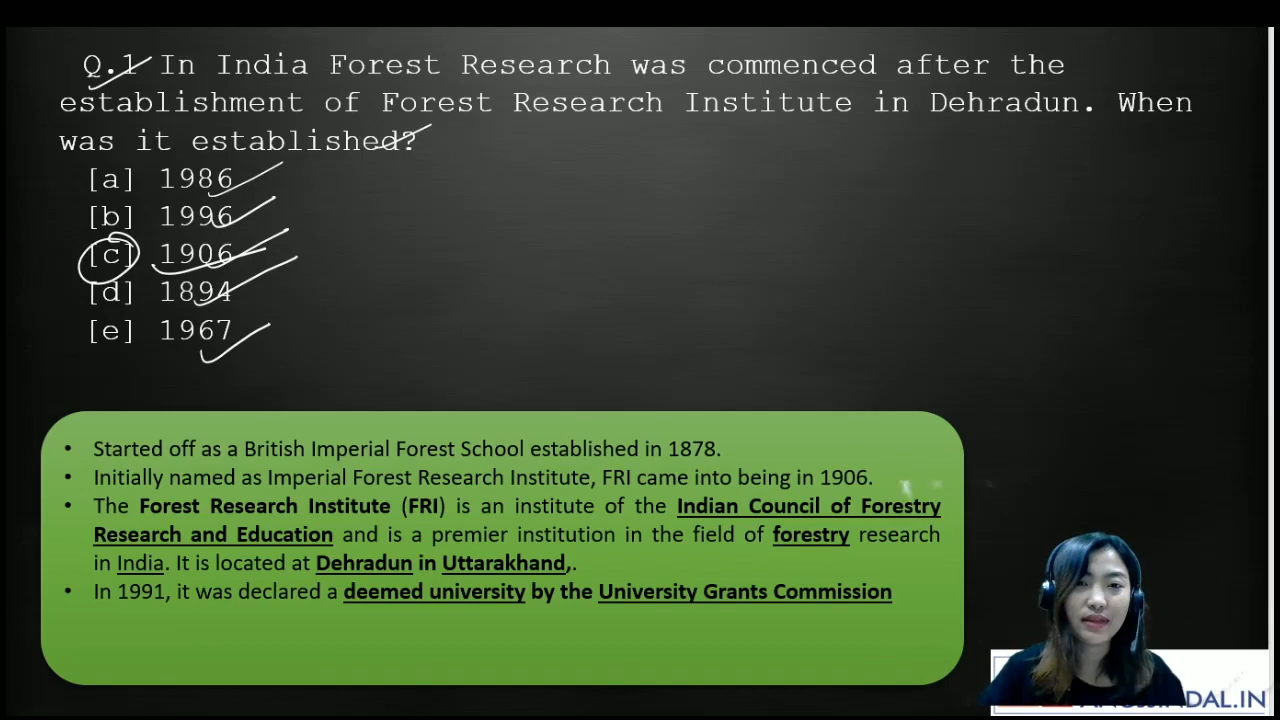 Q.1 In India Forest Research was commenced after the
establishment of Forest Research Institute in Dehradun. When
was it established?
[a] 1986
[b] 1996
[c] 1906
[d] 1894
[e] 1967
• Started off as a British Imperial Forest School established in 1878.
• Initially named as Imperial Forest Research Institute, FRI came into being in 1906.
• The Forest Research Institute (FRI) is an institute of the Indian Council of Forestry
Research and Education and is a premier institution in the field of forestry research
in India. It is located at Dehradun in Uttarakhand,.
• In 1991, it was declared a deemed university by the University Grants Commission